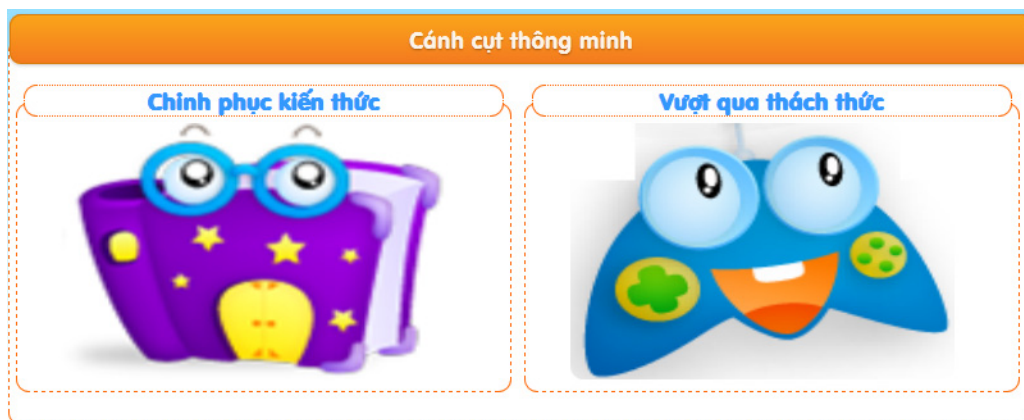 Cánh cụt thông minh
Chinh phục kiến thức
Vượt qua thách thức